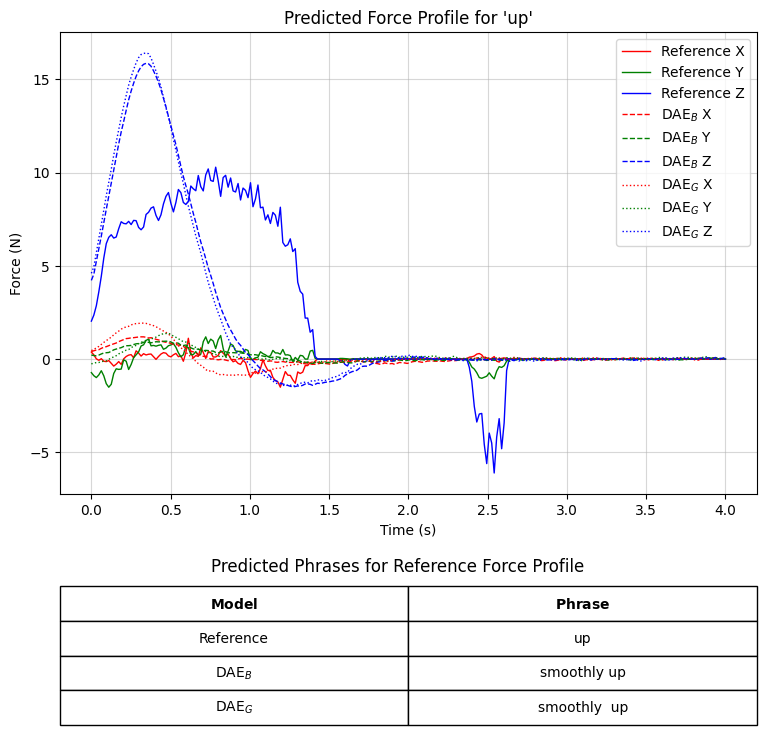 Predicted Force Profile for 'up'
Force (N)
15
10
5
0
−5
Reference X
Reference Y
Reference Z
DAE_B X
DAE_B Y
DAE_B Z
DAE_G X
DAE_G Y
DAE_G Z
0.0 0.5 1.0 1.5 2.0 2.5 3.0 3.5 4.0
Time (s)
Predicted Phrases for Reference Force Profile
Model Phrase
Reference up
DAE_B smoothly up
DAE_G smoothly  up